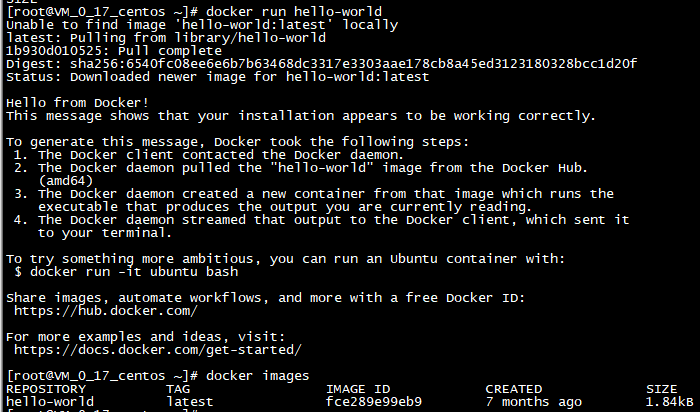 SIZE
[root@VM_0_17_centos ~]# docker run hello-world
Unable to find image 'hello-world:latest' locally
latest: Pulling from library/hello-world
1b930d010525: Pull complete
Digest: sha256:6540fc08ee6e6b7b63468dc3317e3303aae178cb8a45ed3123180328bcc1d20f
Status: Downloaded newer image for hello-world:latest
Hello from Docker!
This message shows that your installation appears to be working correctly.
To generate this message, Docker took the following steps:
1. The Docker client contacted the Docker daemon.
2. The Docker daemon pulled the "hello-world" image from the Docker Hub.
(amd64)
3. The Docker daemon created a new container from that image which runs the
executable that produces the output you are currently reading.
4. The Docker daemon streamed that output to the Docker client, which sent it
to your terminal.
To try something more ambitious, you can run an Ubuntu container with:
$ docker run -it ubuntu bash
Share images, automate workflows, and more with a free Docker ID:
https://hub.docker.com/
For more examples and ideas, visit:
https://docs.docker.com/get-started/
[root@VM_0_17_centos ~]# docker images
REPOSITORY TAG IMAGE ID CREATED SIZE
hello-world latest fce289e99eb9 7 months ago 1.84kB